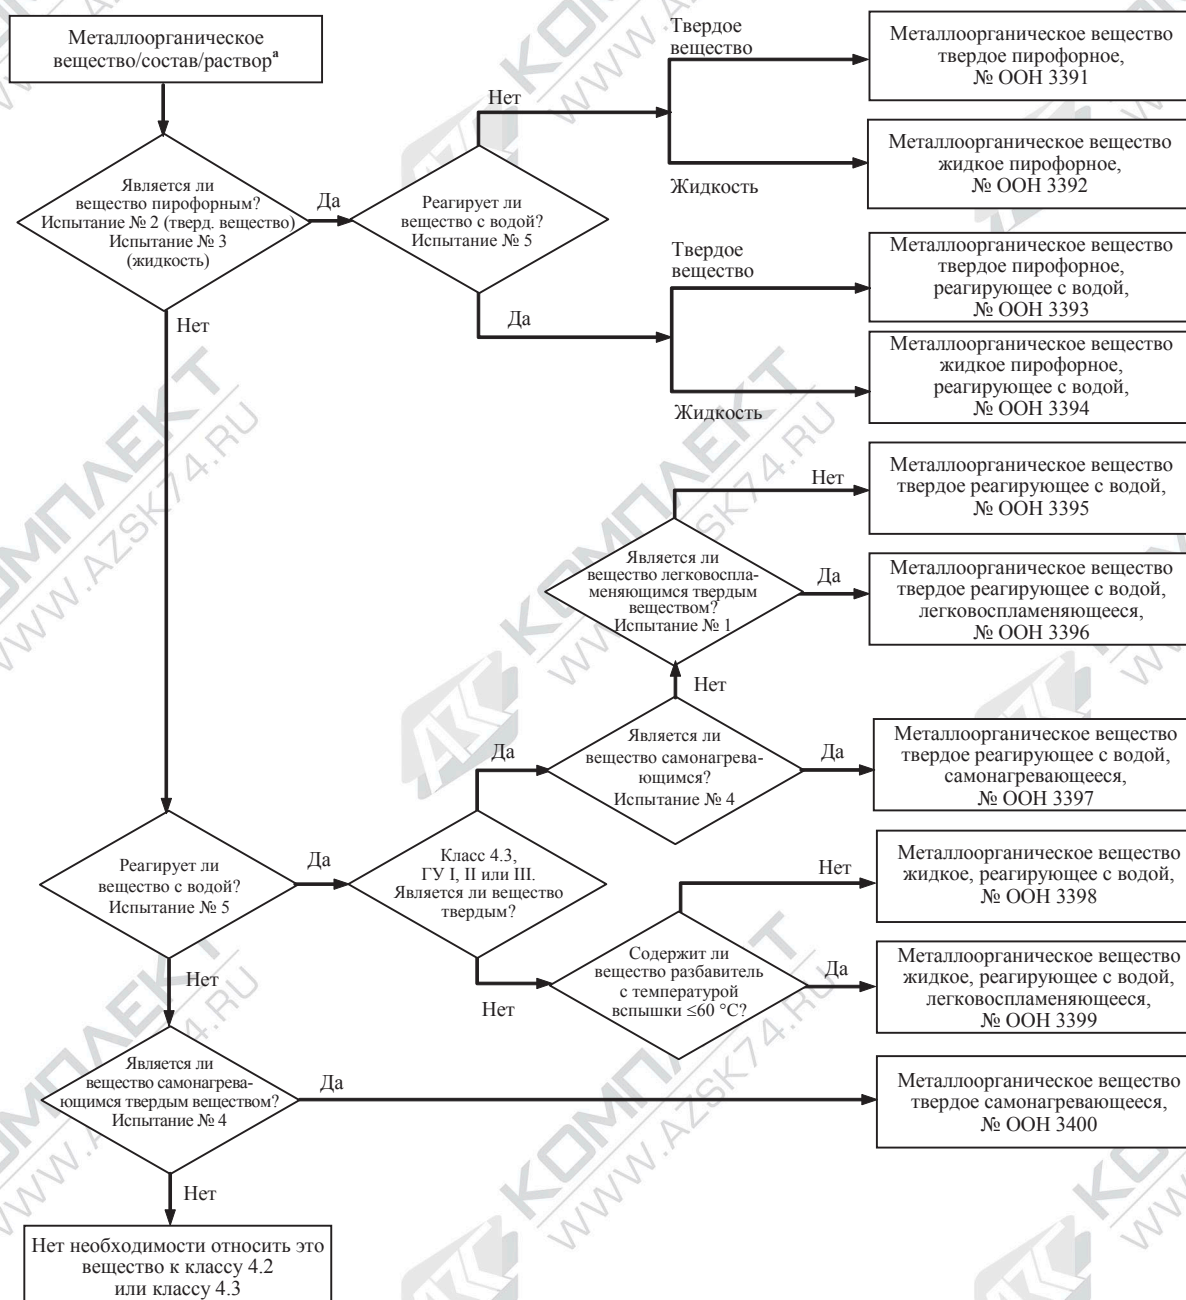 Металлоорганическое
вещество/состав/раствор^a
Является ли
вещество пирофорным?
Испытание № 2 (тверд. вещество)
Испытание № 3
(жидкость)
Да
Нет
Реагирует ли
вещество с водой?
Испытание № 5
Нет
Да
Твердое
вещество
Жидкость
Металлоорганическое вещество
твердое пирофорное,
№ ООН 3391
Металлоорганическое вещество
жидкое пирофорное,
№ ООН 3392
Твердое
вещество
Жидкость
Металлоорганическое вещество
твердое пирофорное,
реагирующее с водой,
№ ООН 3393
Металлоорганическое вещество
жидкое пирофорное,
реагирующее с водой,
№ ООН 3394
Нет
Металлоорганическое вещество
твердое реагирующее с водой,
№ ООН 3395
Является ли
вещество легковоспла-
меняющимся твердым
веществом?
Испытание № 1
Да
Металлоорганическое вещество
твердое реагирующее с водой,
легковоспламеняющееся,
№ ООН 3396
Нет
Является ли
вещество самонагрева-
ющимся?
Испытание № 4
Да
Да
Металлоорганическое вещество
твердое реагирующее с водой,
самонагревающееся,
№ ООН 3397
Реагирует ли
вещество с водой?
Испытание № 5
Да
Класс 4.3,
ГУ I, II или III.
Является ли вещество
твердым?
Нет
Нет
Металлоорганическое вещество
жидкое, реагирующее с водой,
№ ООН 3398
Содержит ли
вещество разбавитель
с температурой
вспышки ≤60 °C?
Да
Металлоорганическое вещество
жидкое, реагирующее с водой,
легковоспламеняющееся,
№ ООН 3399
Нет
Является ли
вещество самонагрева-
ющимся твердым веществом?
Испытание № 4
Да
Металлоорганическое вещество
твердое самонагревающееся,
№ ООН 3400
Нет
Нет необходимости относить это
вещество к классу 4.2
или классу 4.3
КОМПЛЕКТ
WWW.AZSK74.RU